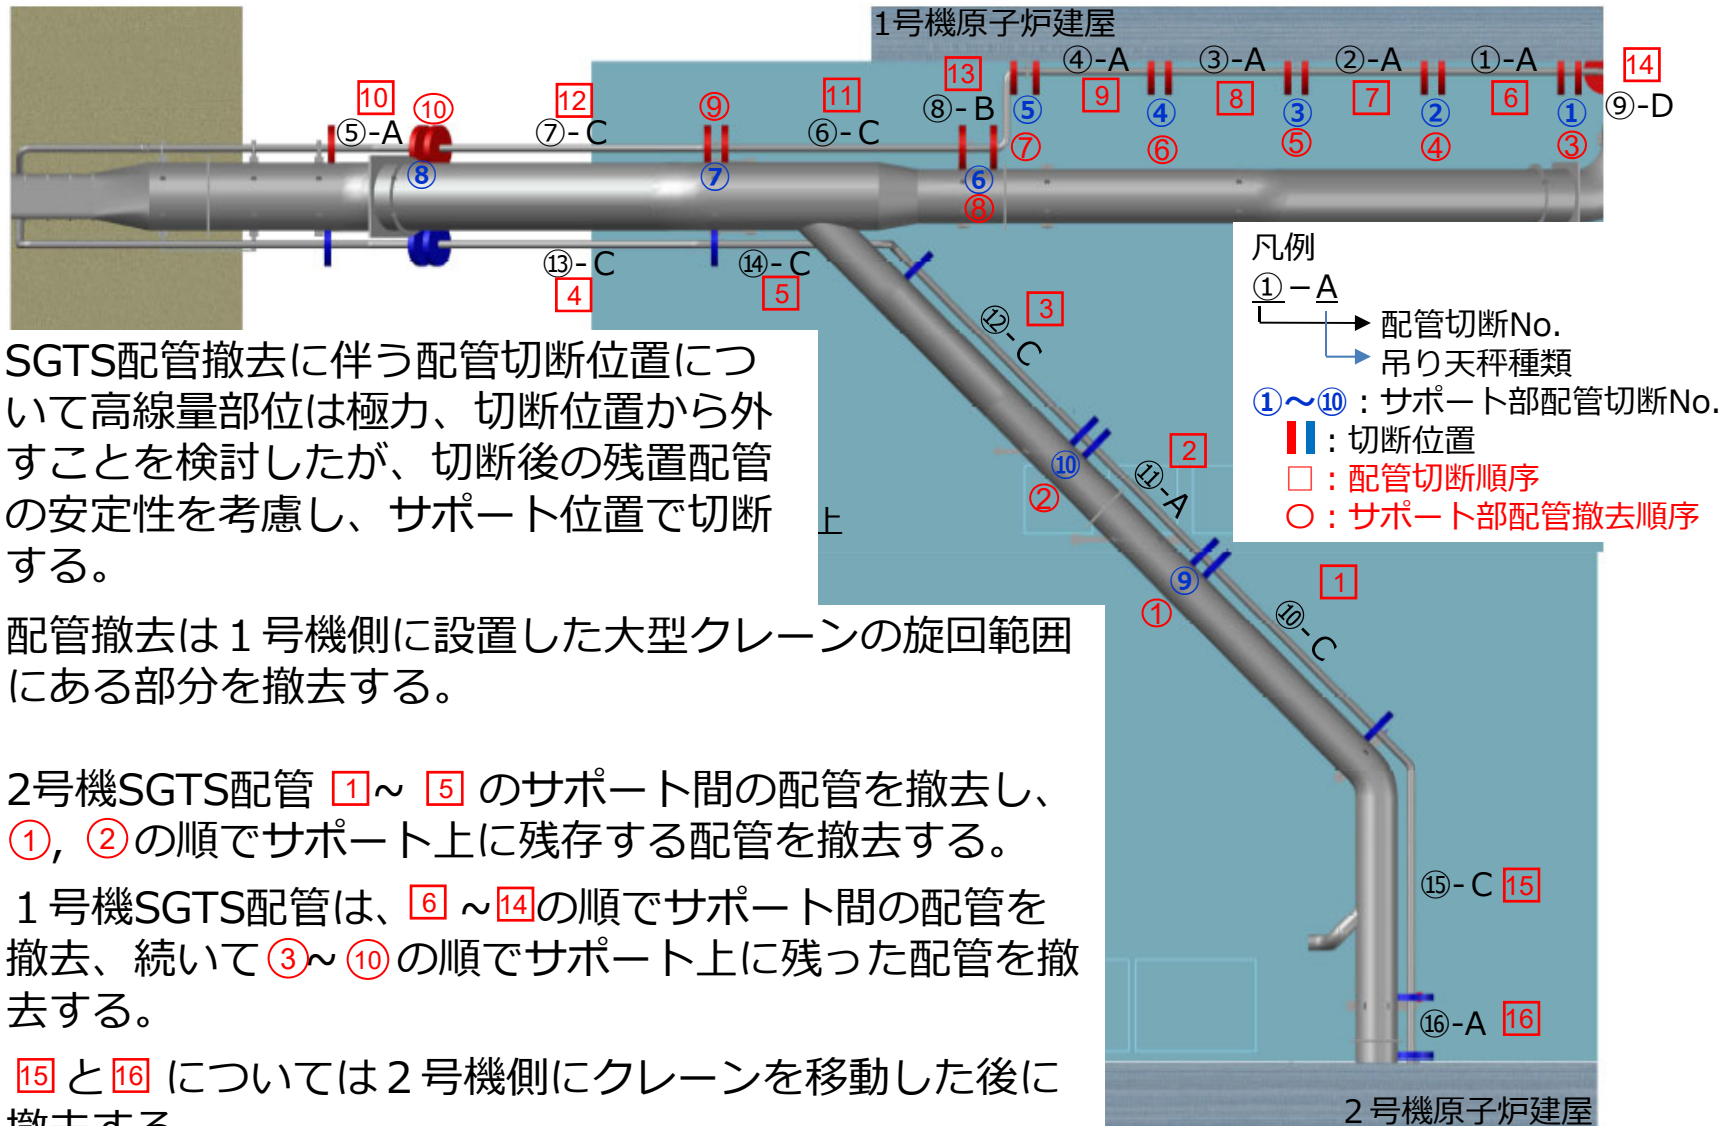 1号機原子炉建屋
④-A
③-A
②-A
①-A
14
10
⑩
12
⑨
11
13
9
8
7
6
⑤-A
⑦-C
⑥-C
⑧-B
⑨-D
⑤
④
③
②
①
⑦
⑥
⑤
④
③
⑧
⑦
⑥
⑧
⑬-C
4
⑭-C
5
⑫-C
3
凡例
①－A
配管切断No.
吊り天秤種類
①～⑩：サポート部配管切断No.
：切断位置
□：配管切断順序
○：サポート部配管撤去順序
⑩
②
⑪-A
2
⑨
①
⑩-C
1
上
SGTS配管撤去に伴う配管切断位置につ
いて高線量部位は極力、切断位置から外
すことを検討したが、切断後の残置配管
の安定性を考慮し、サポート位置で切断
する。
配管撤去は１号機側に設置した大型クレーンの旋回範囲
にある部分を撤去する。
2号機SGTS配管 1～ 5 のサポート間の配管を撤去し、
①, ②の順でサポート上に残存する配管を撤去する。
１号機SGTS配管は、6 ～14の順でサポート間の配管を
撤去、続いて③～⑩の順でサポート上に残った配管を撤
去する。
15 と 16 については２号機側にクレーンを移動した後に
撤去する
⑮-C 15
⑯-A 16
２号機原子炉建屋